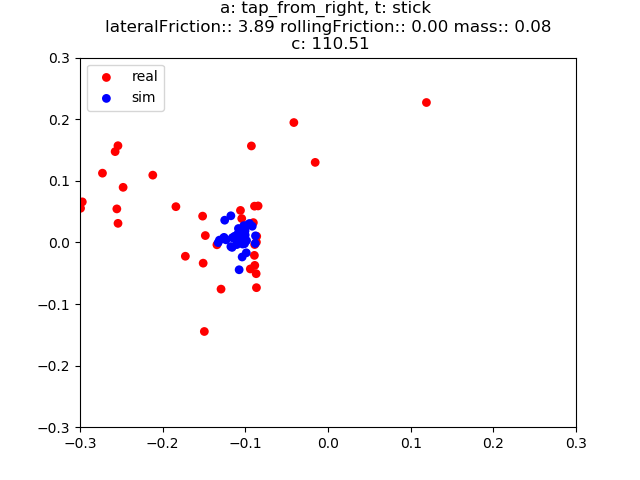 a: tap_from_right, t: stick
lateralFriction:: 3.89 rollingFriction:: 0.00 mass:: 0.08
c: 110.51
real
sim
0.3
0.2
0.1
0.0
−0.1
−0.2
−0.3
−0.3
−0.2
−0.1
0.0
0.1
0.2
0.3